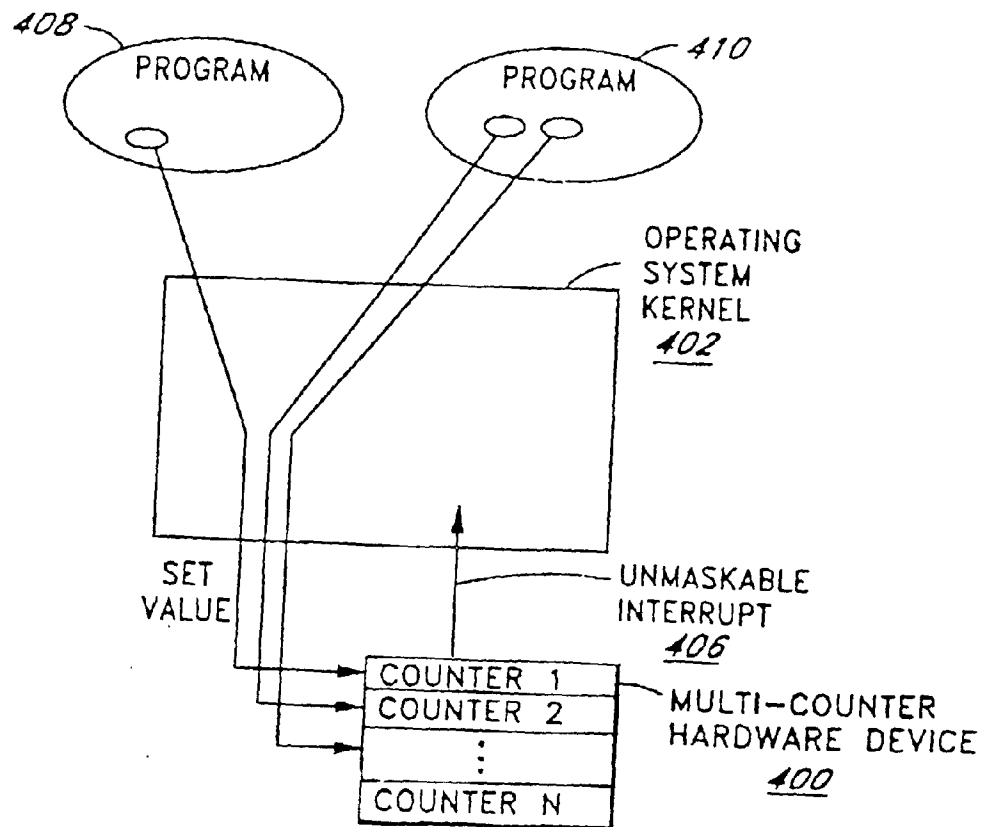 408
PROGRAM
410
PROGRAM
OPERATING
SYSTEM
KERNEL
402
SET
VALUE
UNMASKABLE
INTERRUPT
406
COUNTER 1
COUNTER 2
⋮
COUNTER N
MULTI-COUNTER
HARDWARE DEVICE
400